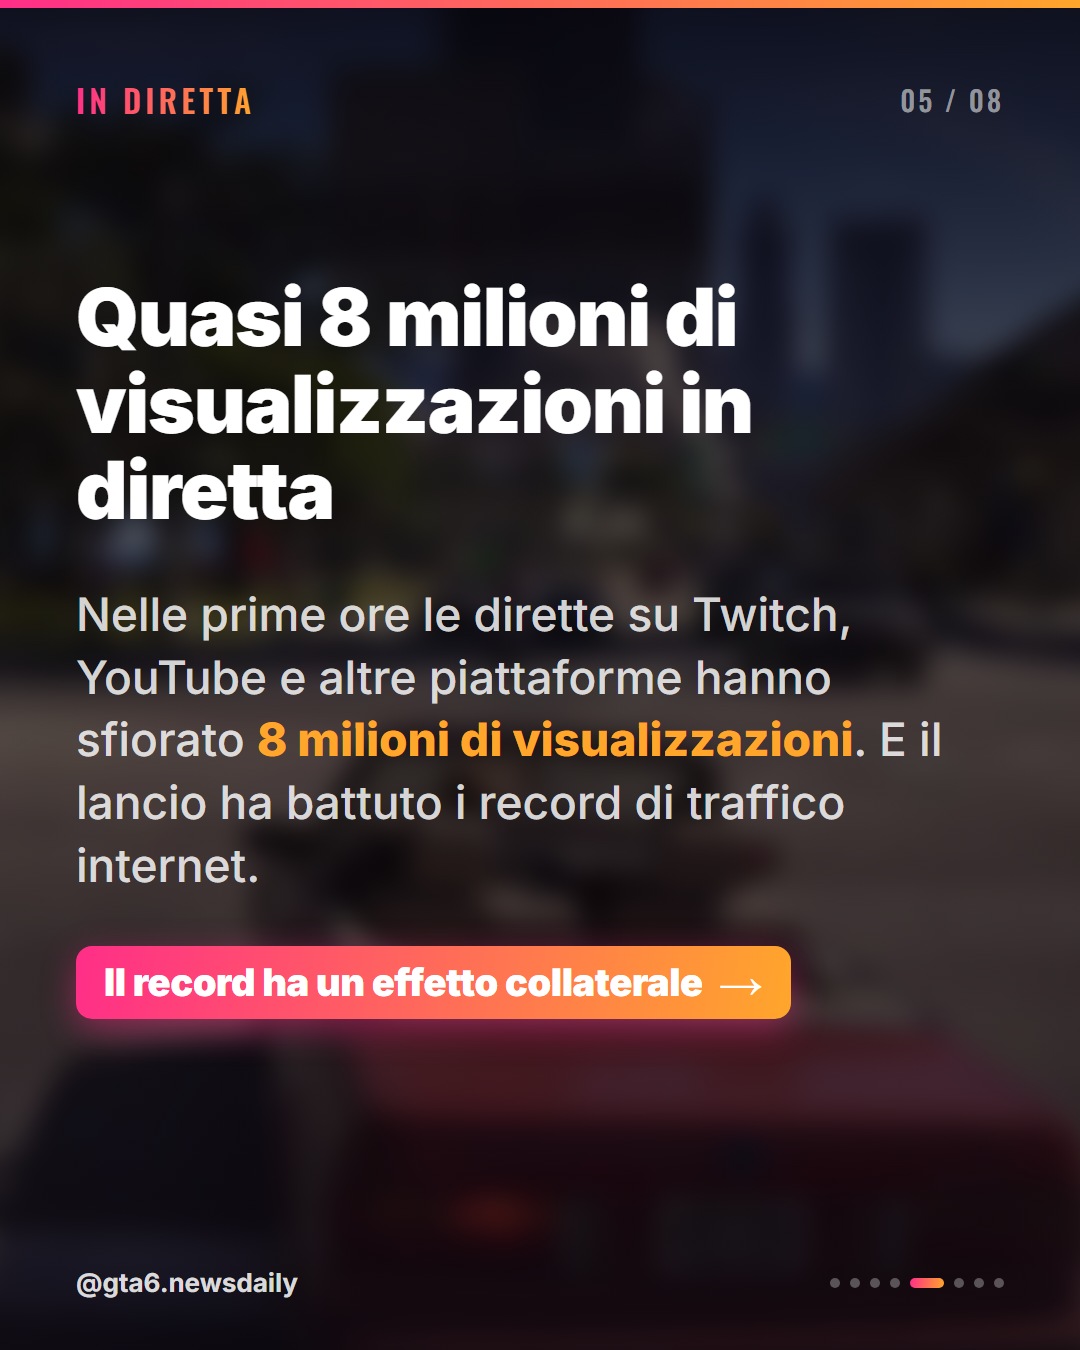 IN DIRETTA
05 / 08
Quasi 8 milioni di
visualizzazioni in
diretta
Nelle prime ore le dirette su Twitch,
YouTube e altre piattaforme hanno
sfiorato 8 milioni di visualizzazioni. E il
lancio ha battuto i record di traffico
internet.
Il record ha un effetto collaterale →
@gta6.newsdaily